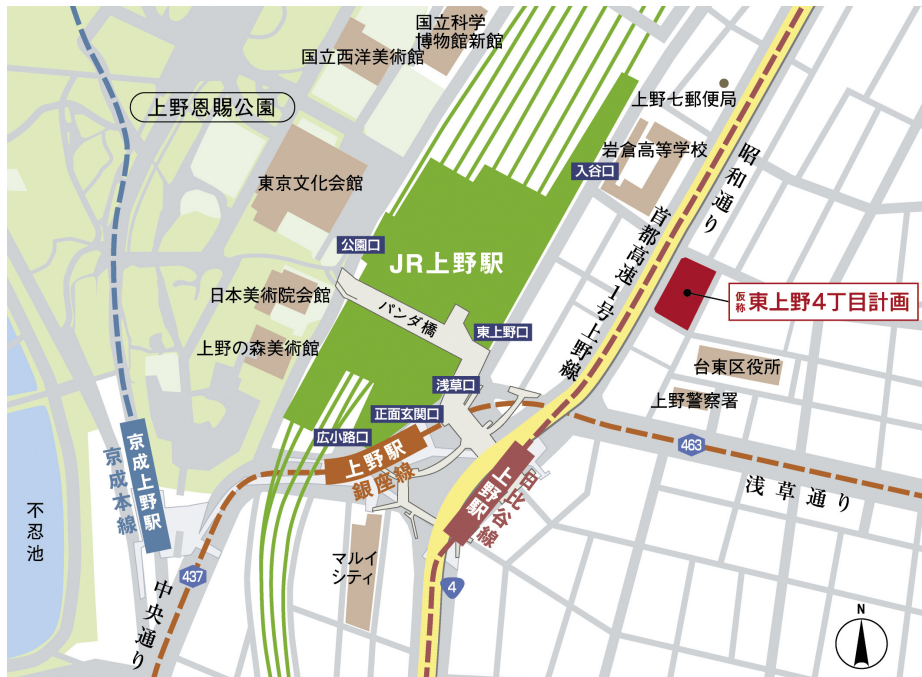 国立科学
博物館新館
国立西洋美術館
上野恩賜公園
上野七郵便局
岩倉高等学校
入谷口
昭和通り
東京文化会館
首都高速1号上野線
公園口
JR上野駅
日本美術院会館
パンダ橋
仮称 東上野4丁目計画
東上野口
上野の森美術館
台東区役所
浅草口
上野警察署
正面玄関口
広小路口
463
上野駅
銀座線
京成上野駅
京成本線
上野駅
日比谷線
浅草通り
不忍池
マルイ
シティ
437
4
中央通り
N